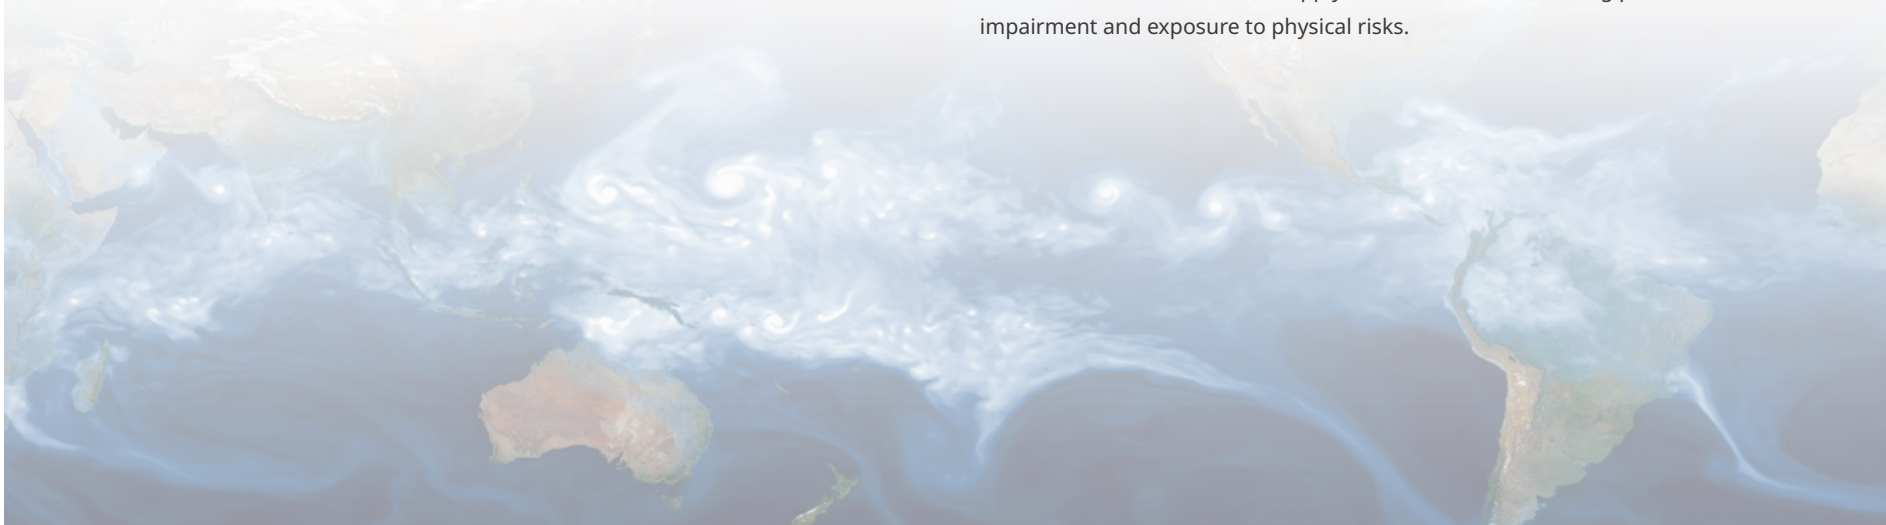 impairment and exposure to physical risks.